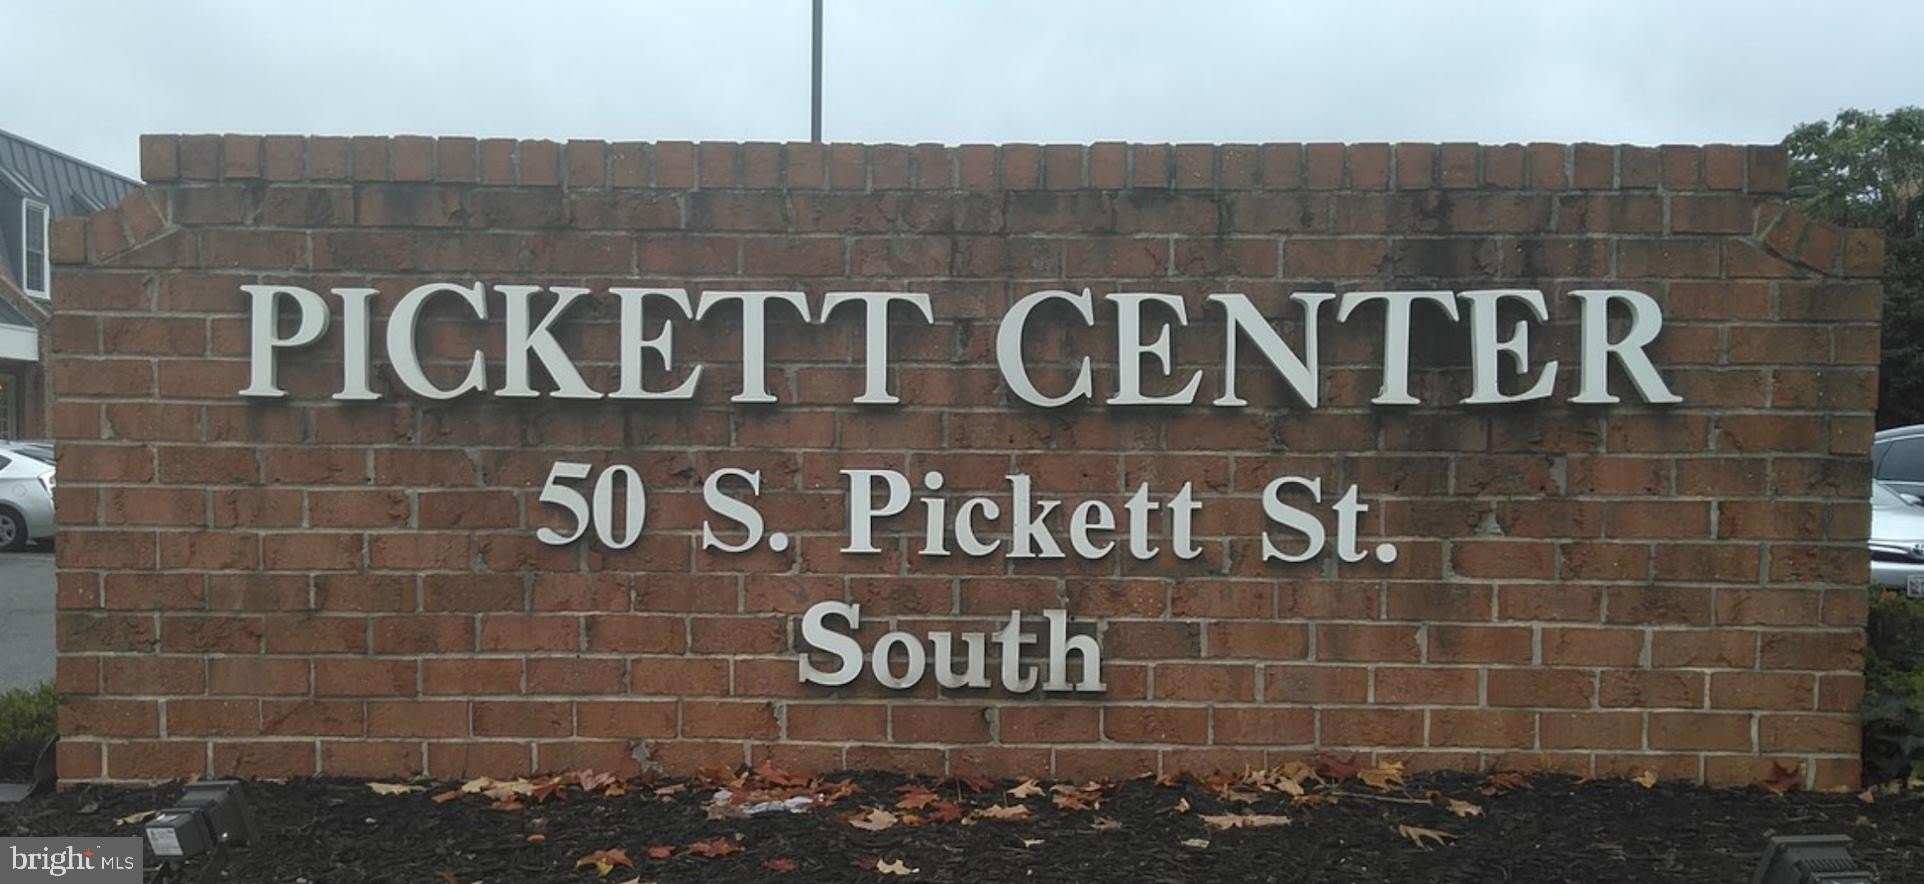 PICKETT CENTER
50 S. Pickett St.
South
bright MLS